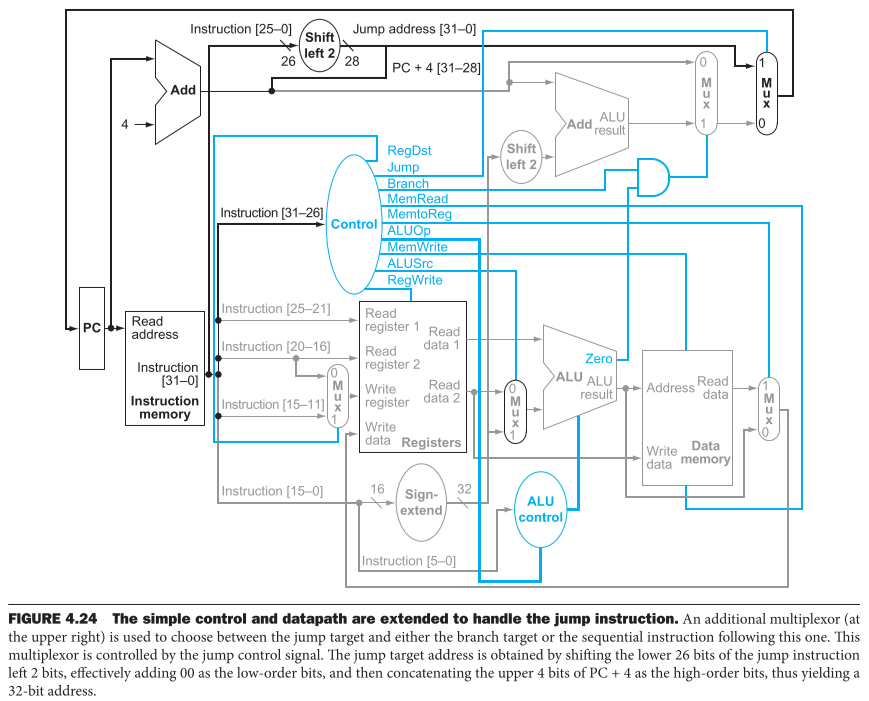 Instruction [25–0]
Shift
left 2
Jump address [31–0]
26
28
PC + 4 [31–28]
Add
4
0
M
u
x
1
1
M
u
x
0
Add
ALU
result
Shift
left 2
RegDst
Jump
Branch
MemRead
MemtoReg
ALUOp
MemWrite
ALUSrc
RegWrite
Instruction [31–26]
Control
PC
Read
address
Instruction
[31–0]
Instruction
memory
Instruction [25–21]
Instruction [20–16]
Instruction [15–11]
0
M
u
x
1
Read
register 1
Read
register 2
Write
register
Write
data
Read
data 1
Read
data 2
Registers
0
M
u
x
1
Zero
ALU
ALU
result
Address
Read
data
Write
data
Data
memory
1
M
u
x
0
Instruction [15–0]
16
Sign-
extend
32
ALU
control
Instruction [5–0]
FIGURE 4.24 The simple control and datapath are extended to handle the jump instruction. An additional multiplexor (at
the upper right) is used to choose between the jump target and either the branch target or the sequential instruction following this one. This
multiplexor is controlled by the jump control signal. The jump target address is obtained by shifting the lower 26 bits of the jump instruction
left 2 bits, effectively adding 00 as the low-order bits, and then concatenating the upper 4 bits of PC + 4 as the high-order bits, thus yielding a
32-bit address.